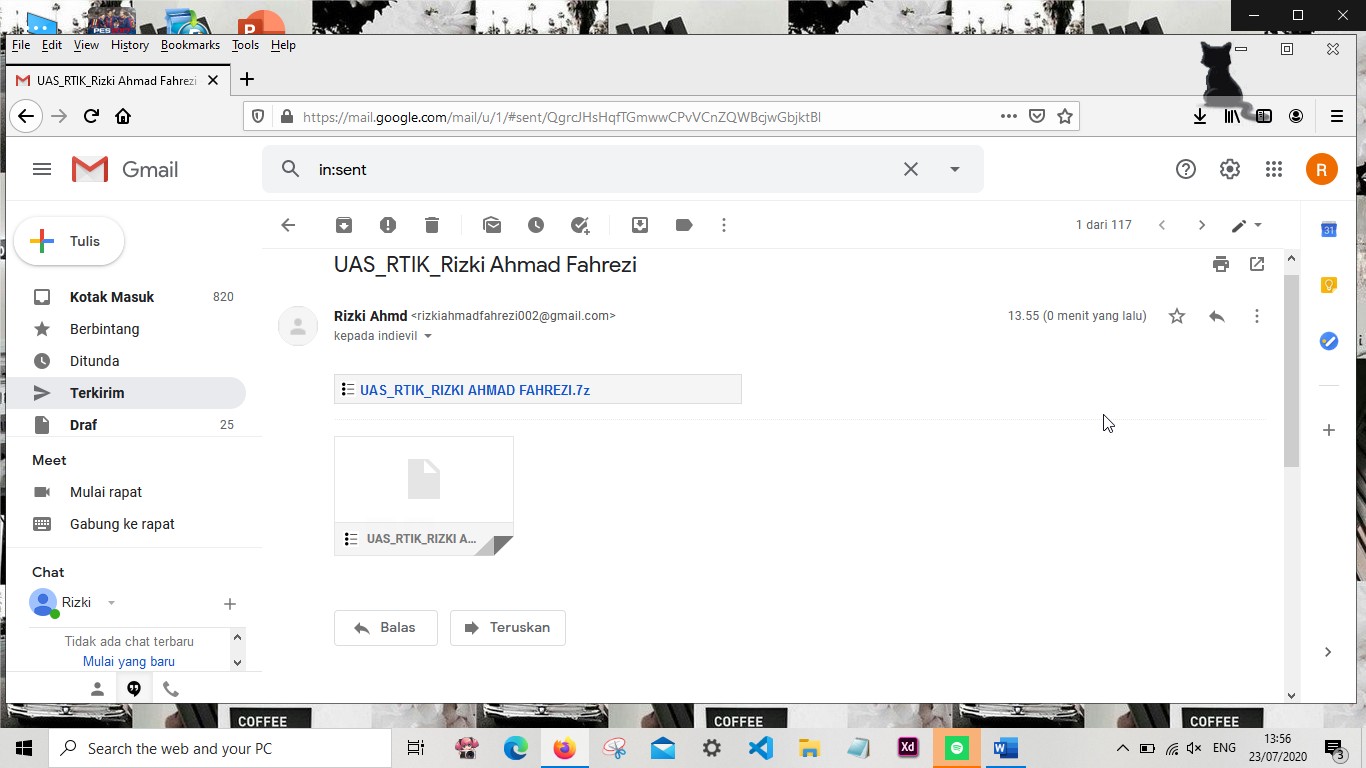 File Edit View History Bookmarks Tools Help
UAS_RTIK_Rizki Ahmad Fahrezi
https://mail.google.com/mail/u/1/#sent/QgrcJHsHqfTGmwwCPvVCnZQWBcjwGbjktBl
Gmail
in:sent
R
Tulis
1 dari 117
31
UAS_RTIK_Rizki Ahmad Fahrezi
Kotak Masuk 820
Berbintang
Ditunda
Terkirim
Draf 25
Rizki Ahmd <rizkiahmadfahrezi002@gmail.com>
13.55 (0 menit yang lalu)
kepada indievil
UAS_RTIK_RIZKI AHMAD FAHREZI.7z
UAS_RTIK_RIZKI A...
Balas
Teruskan
Meet
Mulai rapat
Gabung ke rapat
Chat
Rizki
Tidak ada chat terbaru
Mulai yang baru
COFFEE
COFFEE
COFFEE
Search the web and your PC
Xd
W
ENG
13:56
23/07/2020
3